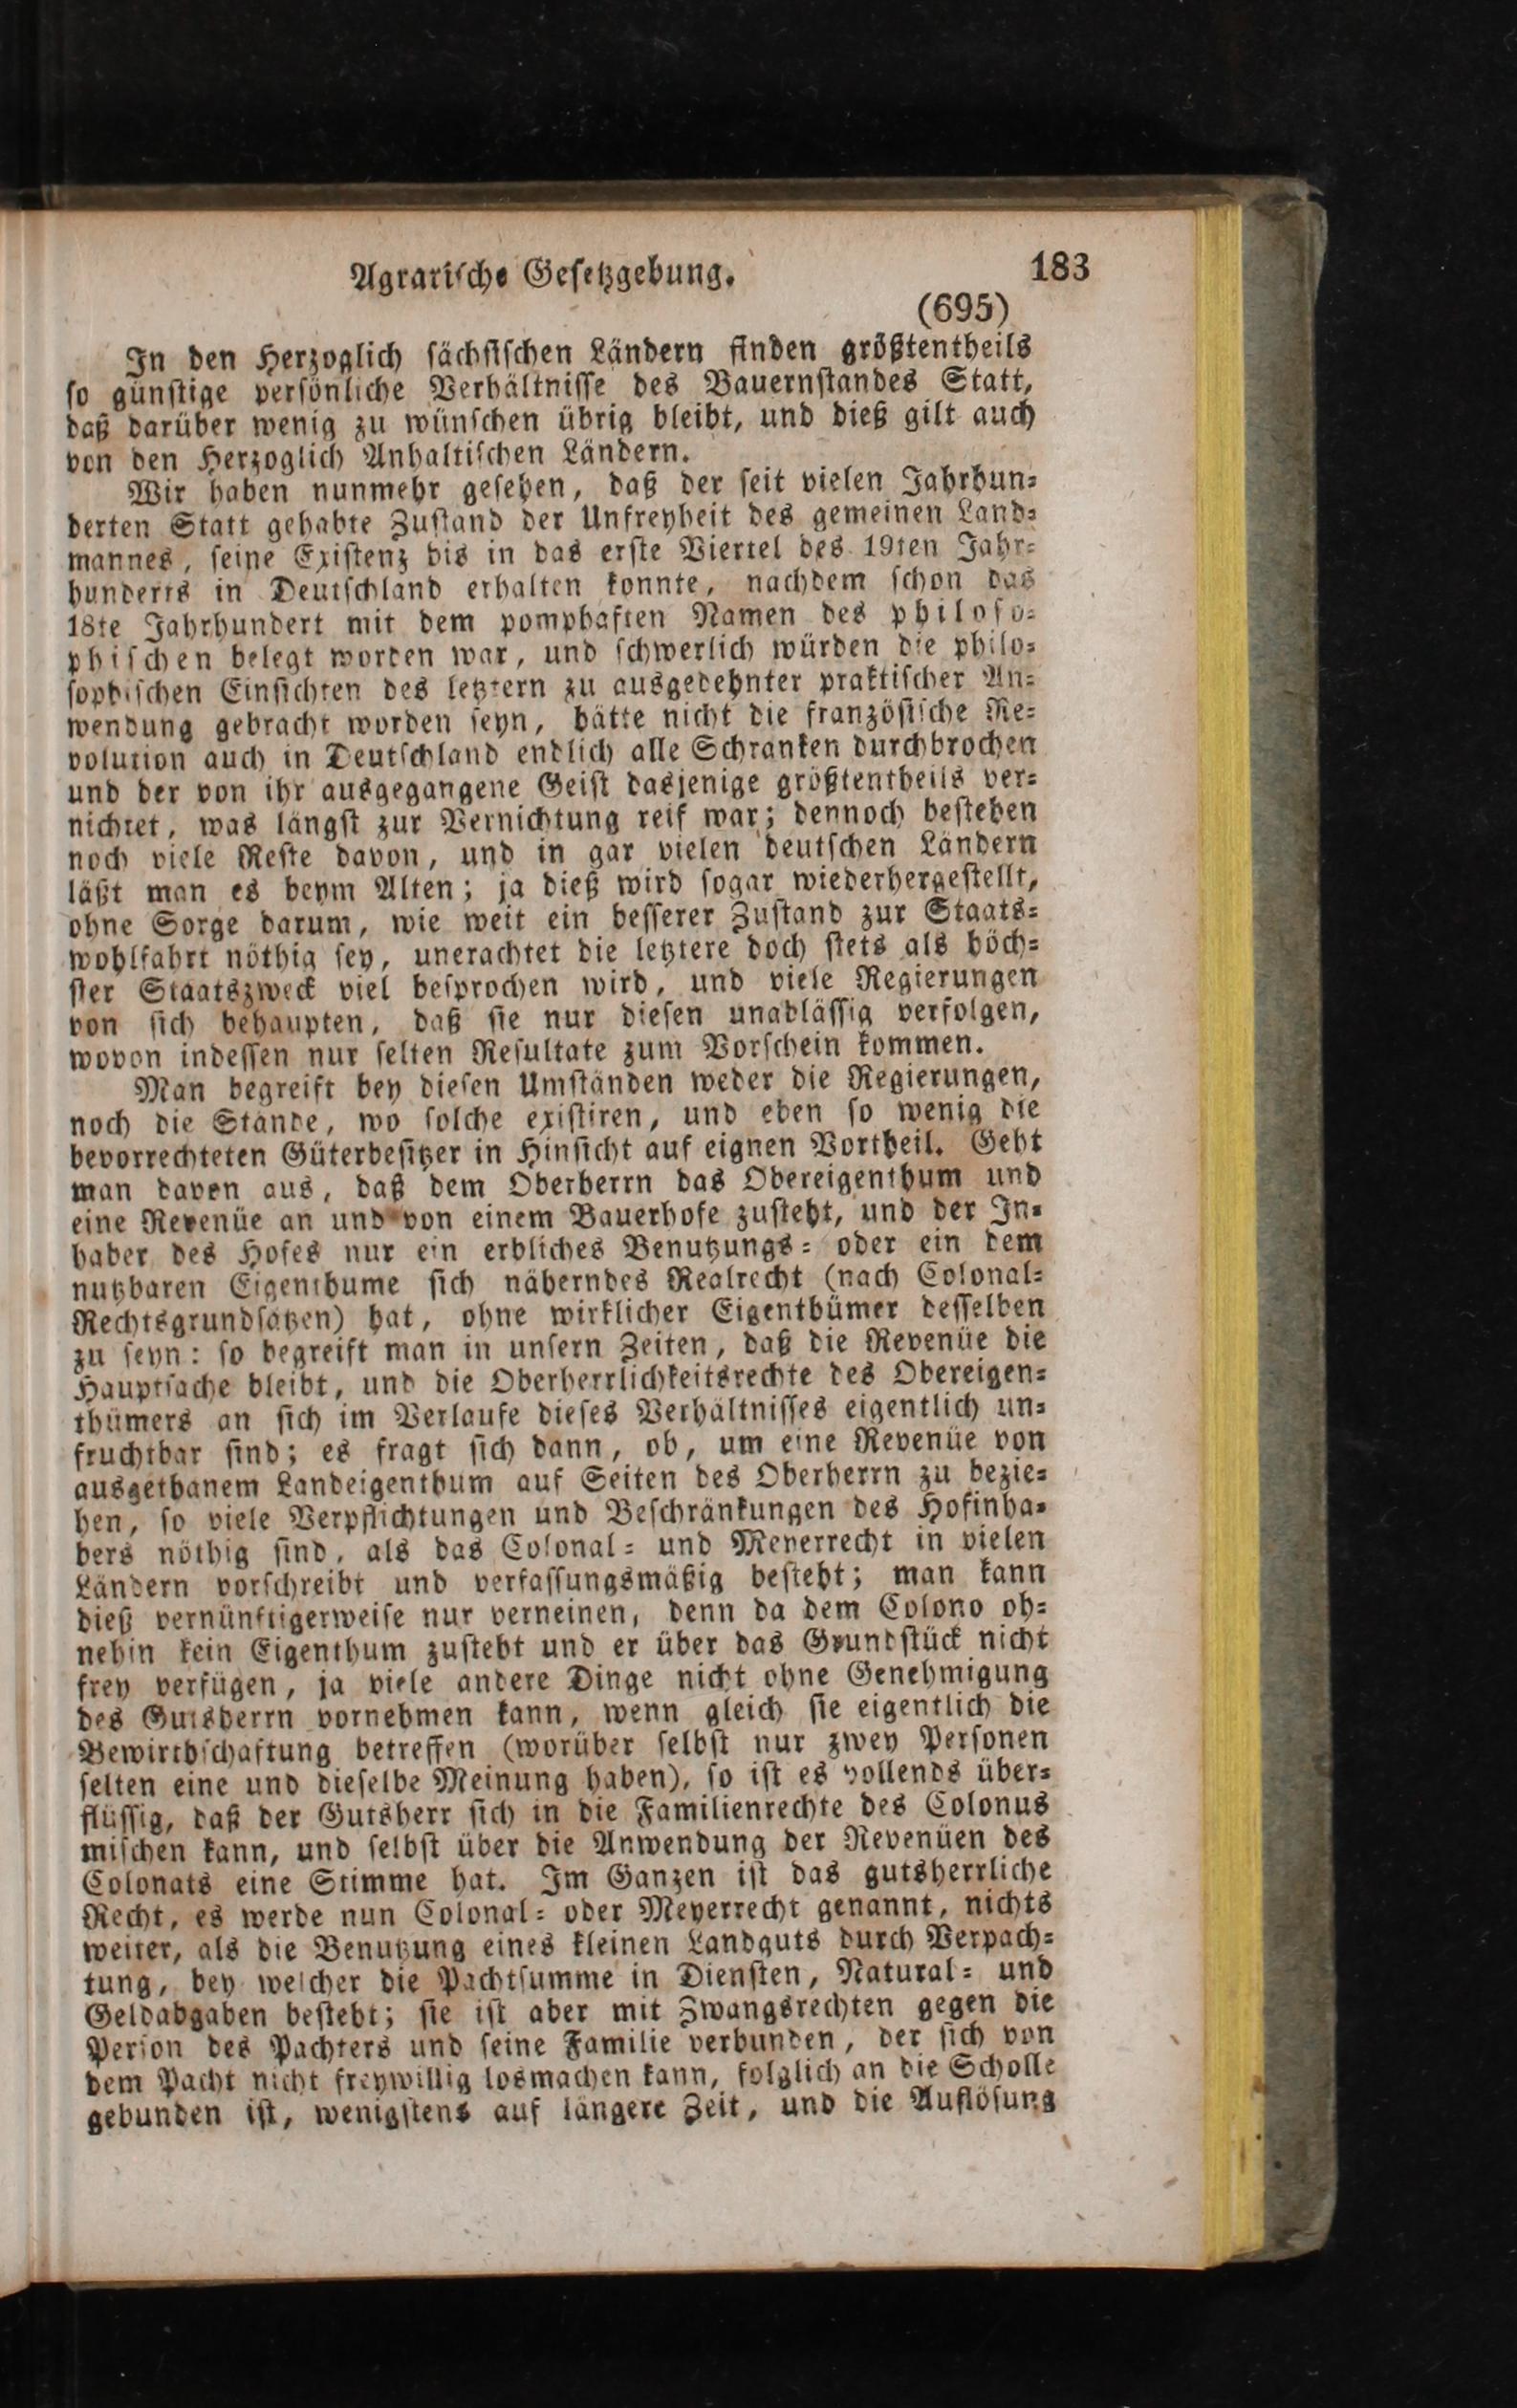 Agrarische Gesetzgebung. 183
(695)
In den Herzoglich sächsischen Ländern finden größtentheils
so günstige persönliche Verhältnisse des Bauernstandes Statt,
daß darüber wenig zu wünschen übrig bleibt, und dieß gilt auch
von den Herzoglich Anhaltischen Ländern.
Wir haben nunmehr gesehen, daß der seit vielen Jahrhun-
derten Statt gehabte Zustand der Unfreyheit des gemeinen Land-
mannes, seine Existenz bis in das erste Viertel des 19ten Jahr-
hunderts in Deutschland erhalten konnte, nachdem schon das
18te Jahrhundert mit dem pomphaften Namen des philoso-
phischen belegt worden war, und schwerlich würden die philo-
sophischen Einsichten des letztern zu ausgedehnter praktischer An-
wendung gebracht worden seyn, hätte nicht die französische Re-
volution auch in Deutschland endlich alle Schranken durchbrochen
und der von ihr ausgegangene Geist dasjenige größtentheils ver-
nichtet, was längst zur Vernichtung reif war; dennoch bestehen
noch viele Reste davon, und in gar vielen deutschen Ländern
läßt man es beym Alten; ja dieß wird sogar wiederhergestellt,
ohne Sorge darum, wie weit ein besserer Zustand zur Staats-
wohlfahrt nöthig sey, unerachtet die letztere doch stets als höch-
ster Staatszweck viel besprochen wird, und viele Regierungen
von sich behaupten, daß sie nur diesen unablässig verfolgen,
wovon indessen nur selten Resultate zum Vorschein kommen.
Man begreift bey diesen Umständen weder die Regierungen,
noch die Stände, wo solche existiren, und eben so wenig die
bevorrechteten Güterbesitzer in Hinsicht auf eignen Vortheil. Geht
man davon aus, daß dem Oberherrn das Obereigenthum und
eine Revenüe an und von einem Bauerhofe zusteht, und der In-
haber des Hofes nur ein erbliches Benutzungs- oder ein dem
nutzbaren Eigenthume sich näherndes Realrecht (nach Colonal-
Rechtsgrundsätzen) hat, ohne wirklicher Eigenthümer desselben
zu seyn: so begreift man in unsern Zeiten, daß die Revenüe die
Hauptsache bleibt, und die Oberherrlichkeitsrechte des Obereigen-
thümers an sich im Verlaufe dieses Verhältnisses eigentlich un-
fruchtbar sind; es fragt sich dann, ob, um eine Revenüe von
ausgethanem Landeigenthum auf Seiten des Oberherrn zu bezie-
hen, so viele Verpflichtungen und Beschränkungen des Hofinha-
bers nöthig sind, als das Colonal- und Meyerrecht in vielen
Ländern vorschreibt und verfassungsmäßig besteht; man kann
dieß vernünftigerweise nur verneinen, denn da dem Colono oh-
nehin kein Eigenthum zusteht und er über das Grundstück nicht
frey verfügen, ja viele andere Dinge nicht ohne Genehmigung
des Gutsherrn vornehmen kann, wenn gleich sie eigentlich die
Bewirthschaftung betreffen (worüber selbst nur zwey Personen
selten eine und dieselbe Meinung haben), so ist es vollends über-
flüssig, daß der Gutsherr sich in die Familienrechte des Colonus
mischen kann, und selbst über die Anwendung der Revenüen des
Colonats eine Stimme hat. Im Ganzen ist das gutsherrliche
Recht, es werde nun Colonal- oder Meyerrecht genannt, nichts
weiter, als die Benutzung eines kleinen Landguts durch Verpach-
tung, bey welcher die Pachtsumme in Diensten, Natural- und
Geldabgaben besteht; sie ist aber mit Zwangsrechten gegen die
Person des Pachters und seine Familie verbunden, der sich von
dem Pacht nicht freywillig losmachen kann, folglich an die Scholle
gebunden ist, wenigstens auf längere Zeit, und die Auflösung